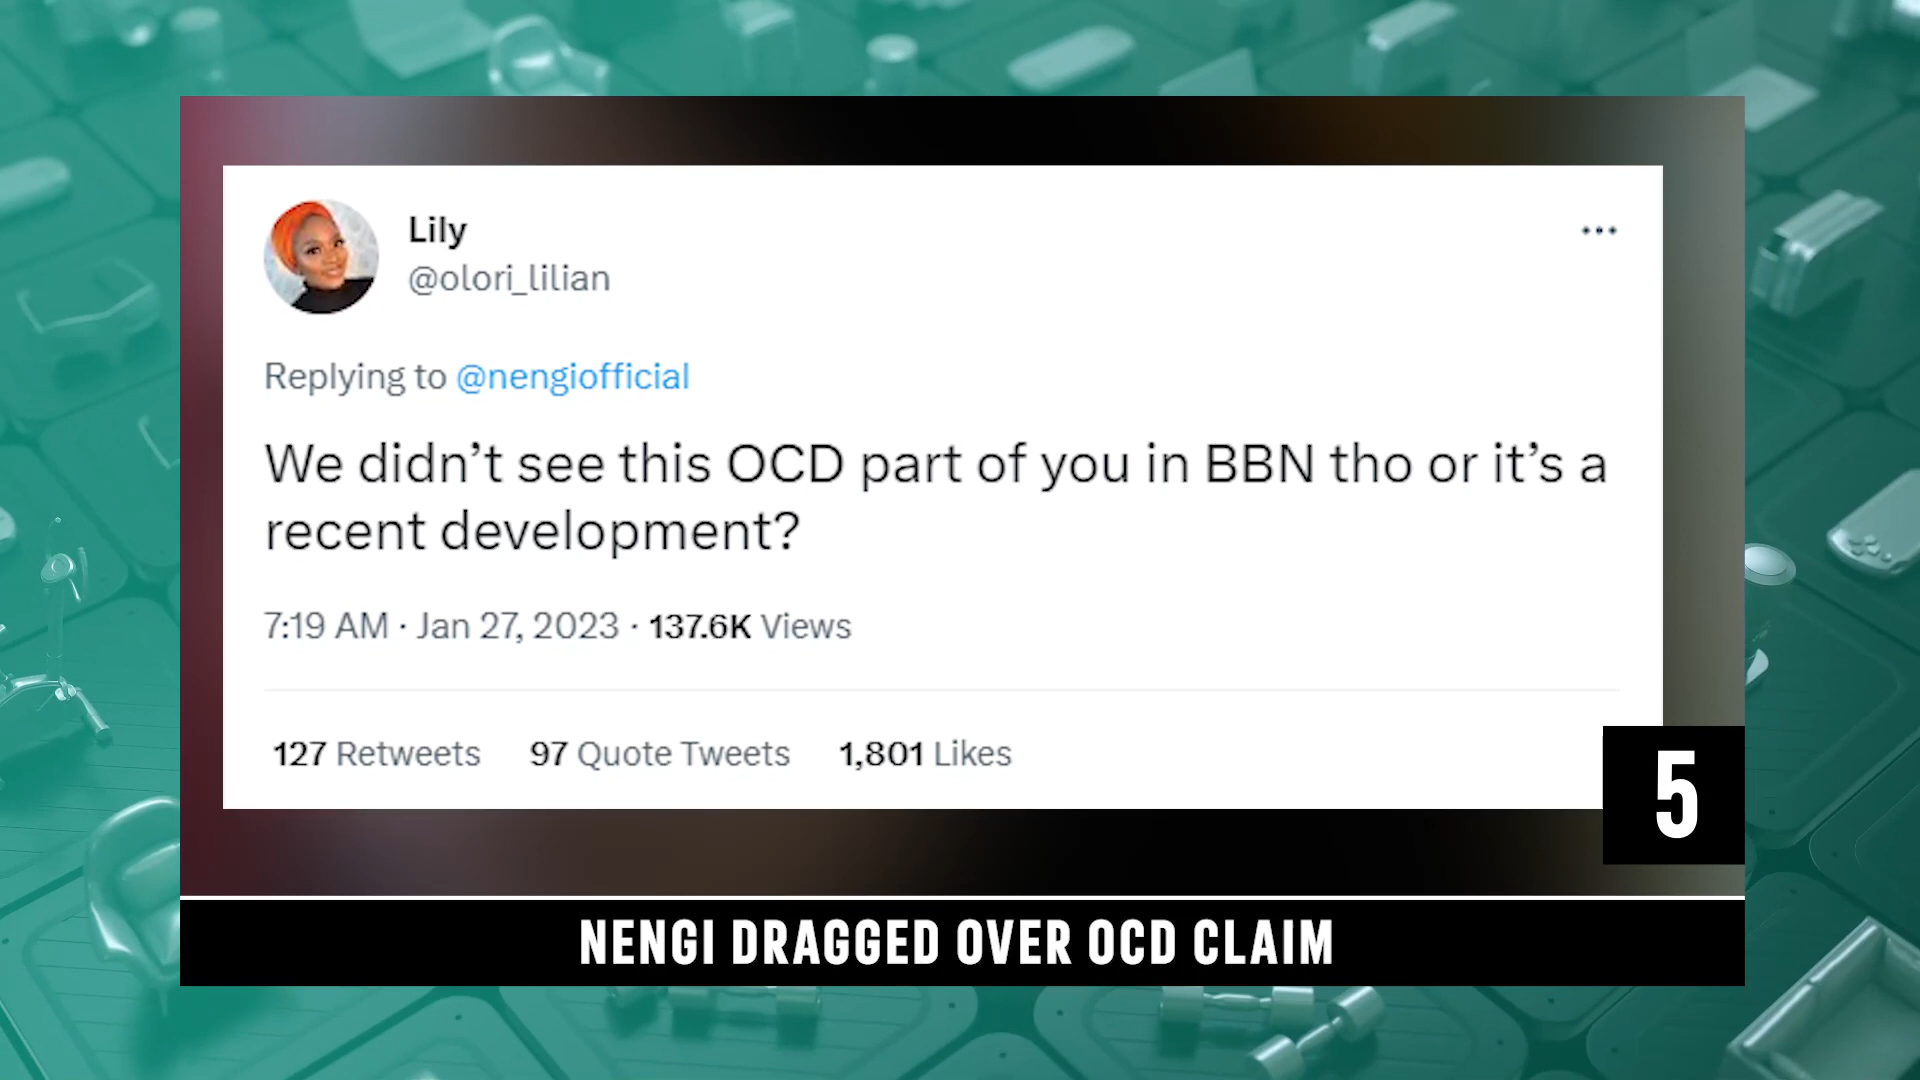 Lily
@olori_lilian
Replying to @nengiofficial
We didn’t see this OCD part of you in BBN tho or it’s a
recent development?
7:19 AM · Jan 27, 2023 · 137.6K Views
127 Retweets 97 Quote Tweets 1,801 Likes
5
NENGI DRAGGED OVER OCD CLAIM